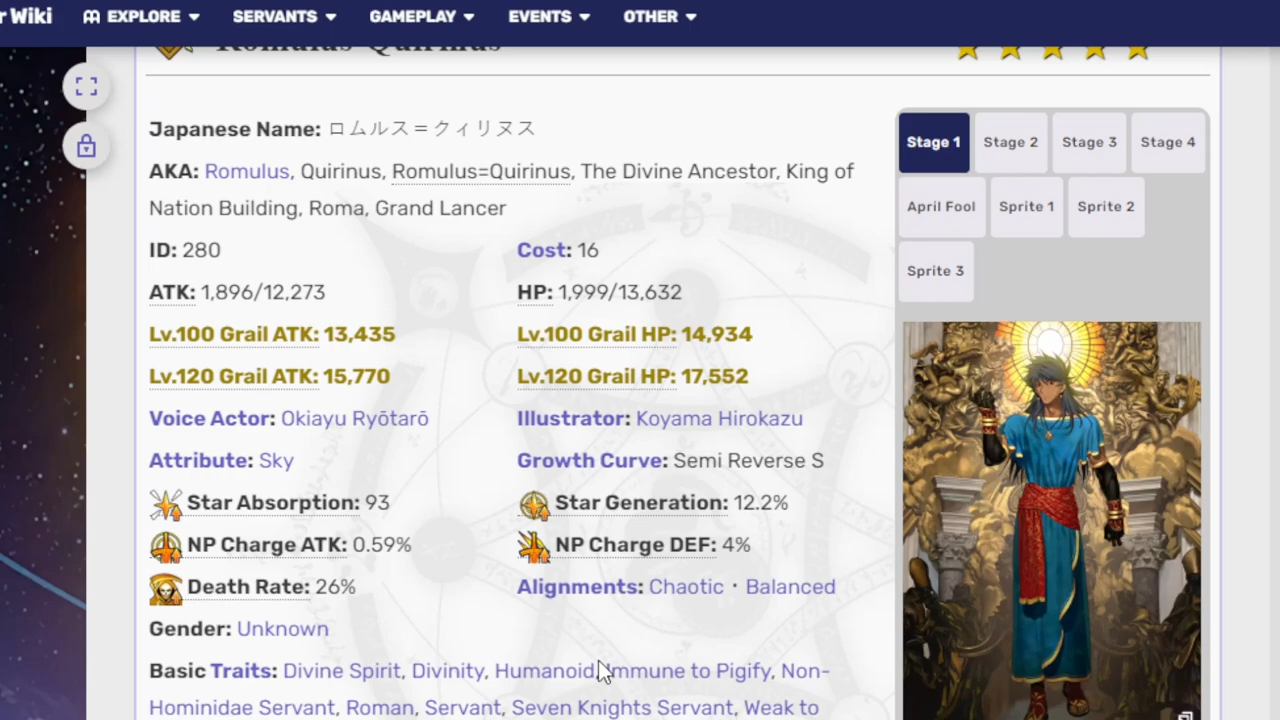 r Wiki EXPLORE SERVANTS GAMEPLAY EVENTS OTHER
Romulus Quirinus
Japanese Name: ロムルス＝クィリヌス
AKA: Romulus, Quirinus, Romulus=Quirinus, The Divine Ancestor, King of
Nation Building, Roma, Grand Lancer
ID: 280 Cost: 16
ATK: 1,896/12,273 HP: 1,999/13,632
Lv.100 Grail ATK: 13,435 Lv.100 Grail HP: 14,934
Lv.120 Grail ATK: 15,770 Lv.120 Grail HP: 17,552
Voice Actor: Okiayu Ryōtarō Illustrator: Koyama Hirokazu
Attribute: Sky Growth Curve: Semi Reverse S
Star Absorption: 93 Star Generation: 12.2%
NP Charge ATK: 0.59% NP Charge DEF: 4%
Death Rate: 26% Alignments: Chaotic・Balanced
Gender: Unknown
Basic Traits: Divine Spirit, Divinity, Humanoid, Immune to Pigify, Non-
Hominidae Servant, Roman, Servant, Seven Knights Servant, Weak to
Stage 1 Stage 2 Stage 3 Stage 4
April Fool Sprite 1 Sprite 2
Sprite 3